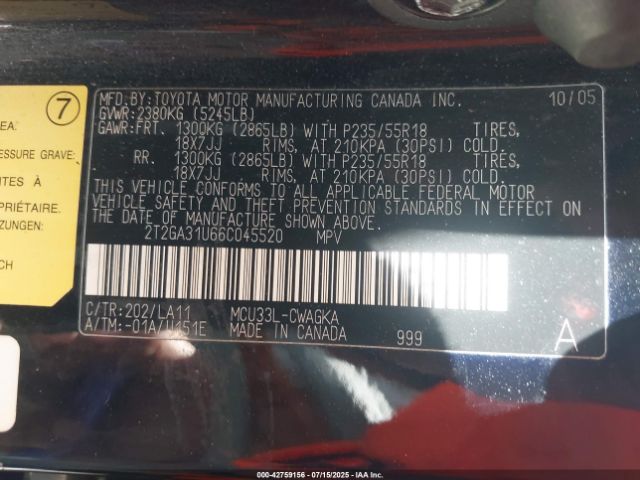 7
EA.
ESSURE GRAVE:
NTES À
PRIÉTAIRE.
ZUNGEN:
CH
MFD.BY:TOYOTA MOTOR MANUFACTURING CANADA INC. 10/05
GVWR:2380KG (5245LB)
GAWR:FRT. 1300KG (2865LB) WITH P235/55R18 TIRES,
18X7JJ RIMS, AT 210KPA (30PSI) COLD.
RR. 1300KG (2865LB) WITH P235/55R18 TIRES,
18X7JJ RIMS, AT 210KPA (30PSI) COLD.
THIS VEHICLE CONFORMS TO ALL APPLICABLE FEDERAL MOTOR
VEHICLE SAFETY AND THEFT PREVENTION STANDARDS IN EFFECT ON
THE DATE OF MANUFACTURE SHOWN ABOVE.
2T2GA31U66C045520 MPV
C/TR:202/LA11 MCU33L-CWAGKA
A/TM:-01A/U151E MADE IN CANADA 999 A
000-42759156 - 07/15/2025 - IAA Inc.